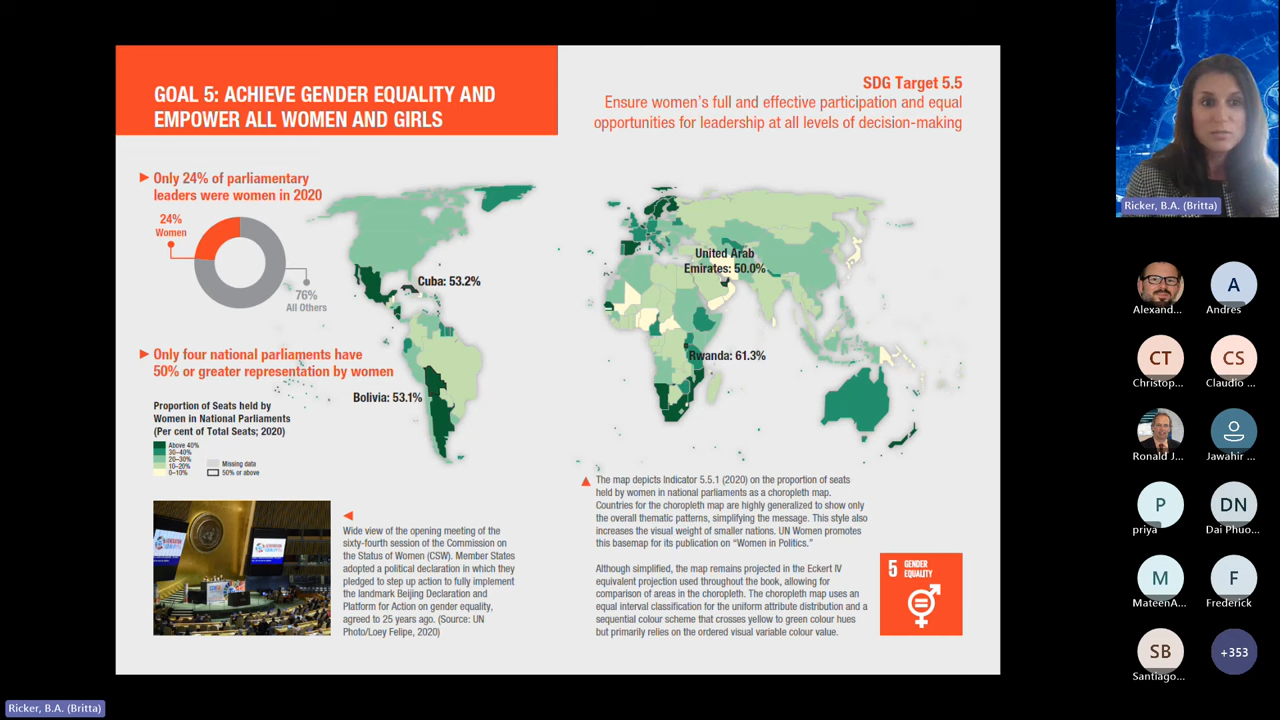 GOAL 5: ACHIEVE GENDER EQUALITY AND
EMPOWER ALL WOMEN AND GIRLS
SDG Target 5.5
Ensure women's full and effective participation and equal
opportunities for leadership at all levels of decision-making
Only 24% of parliamentary
leaders were women in 2020
24%
Women
76%
All Others
Only four national parliaments have
50% or greater representation by women
Proportion of Seats held by
Women in National Parliaments
(Per cent of Total Seats; 2020)
Above 40%
30–40%
20–30%
10–20%
0–10%
Missing data
50% or above
Cuba: 53.2%
Bolivia: 53.1%
United Arab
Emirates: 50.0%
Rwanda: 61.3%
Wide view of the opening meeting of the
sixty-fourth session of the Commission on
the Status of Women (CSW). Member States
adopted a political declaration in which they
pledged to step up action to fully implement
the landmark Beijing Declaration and
Platform for Action on gender equality,
agreed to 25 years ago. (Source: UN
Photo/Loey Felipe, 2020)
The map depicts Indicator 5.5.1 (2020) on the proportion of seats
held by women in national parliaments as a choropleth map.
Countries for the choropleth map are highly generalized to show only
the overall thematic patterns, simplifying the message. This style also
increases the visual weight of smaller nations. UN Women promotes
this basemap for its publication on "Women in Politics."
Although simplified, the map remains projected in the Eckert IV
equivalent projection used throughout the book, allowing for
comparison of areas in the choropleth. The choropleth map uses an
equal interval classification for the uniform attribute distribution and a
sequential colour scheme that crosses yellow to green colour hues
but primarily relies on the ordered visual variable colour value.
5 GENDER
EQUALITY
Ricker, B.A. (Britta)
Alexand...
A
Andres
CT
Christop...
CS
Claudio ...
Ronald J...
Jawahir ...
P
priya
DN
Dai Phuo...
M
MateenA...
F
Frederick
SB
Santiago...
+353
Ricker, B.A. (Britta)